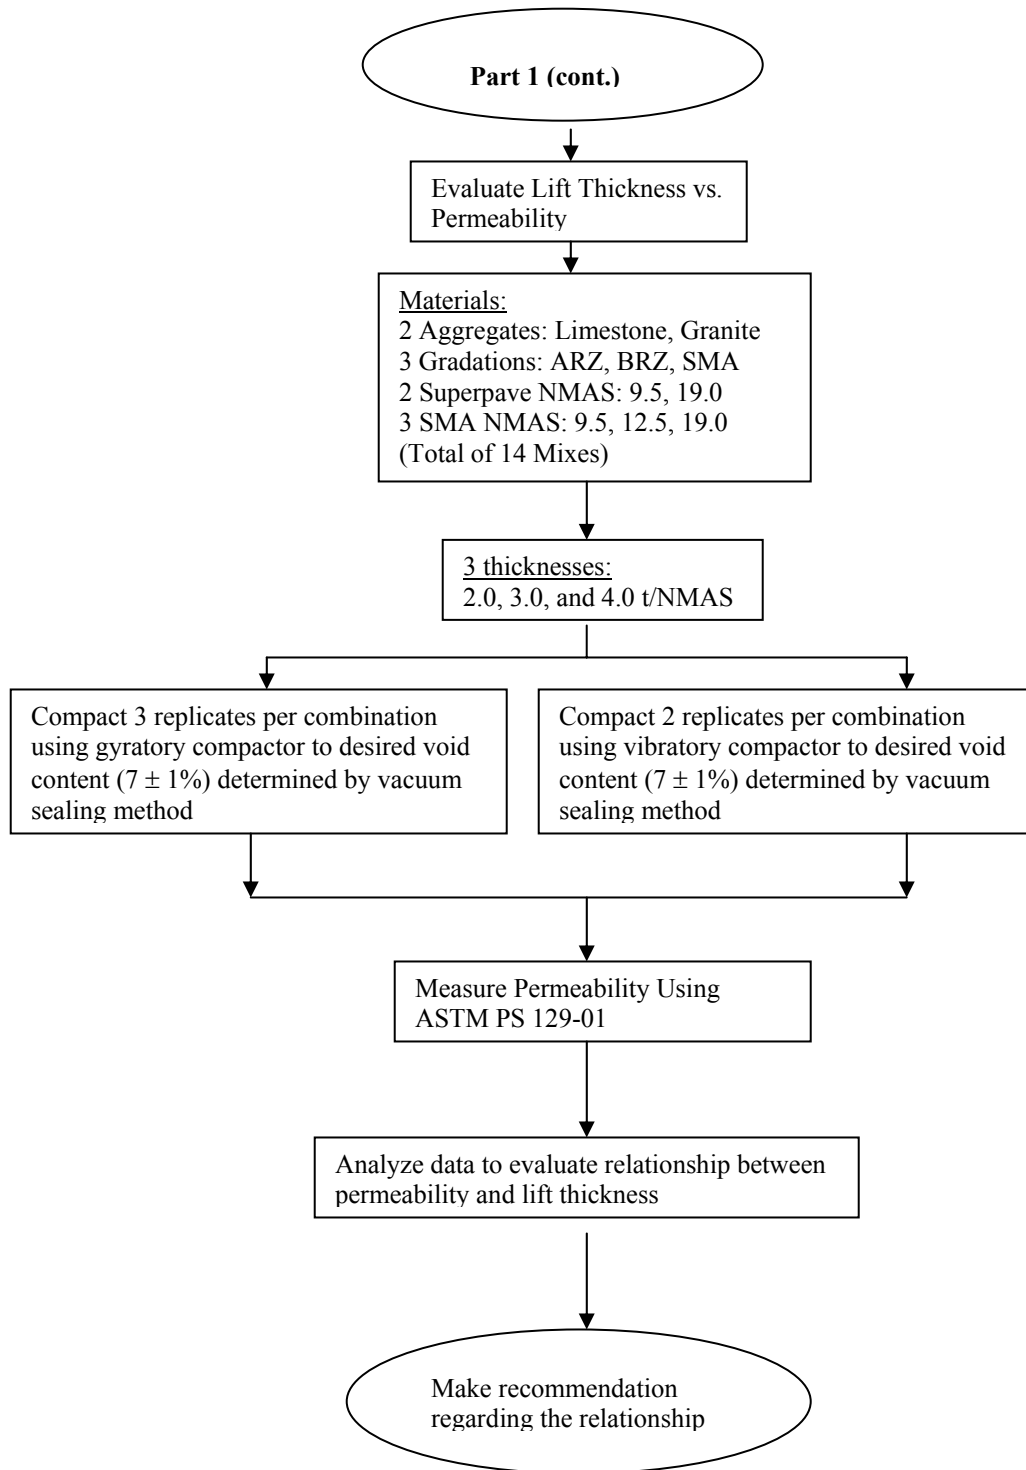 Part 1 (cont.)
Evaluate Lift Thickness vs.
Permeability
Materials:
2 Aggregates: Limestone, Granite
3 Gradations: ARZ, BRZ, SMA
2 Superpave NMAS: 9.5, 19.0
3 SMA NMAS: 9.5, 12.5, 19.0
(Total of 14 Mixes)
3 thicknesses:
2.0, 3.0, and 4.0 t/NMAS
Compact 3 replicates per combination
using gyratory compactor to desired void
content (7 ± 1%) determined by vacuum
sealing method
Compact 2 replicates per combination
using vibratory compactor to desired void
content (7 ± 1%) determined by vacuum
sealing method
Measure Permeability Using
ASTM PS 129-01
Analyze data to evaluate relationship between
permeability and lift thickness
Make recommendation
regarding the relationship